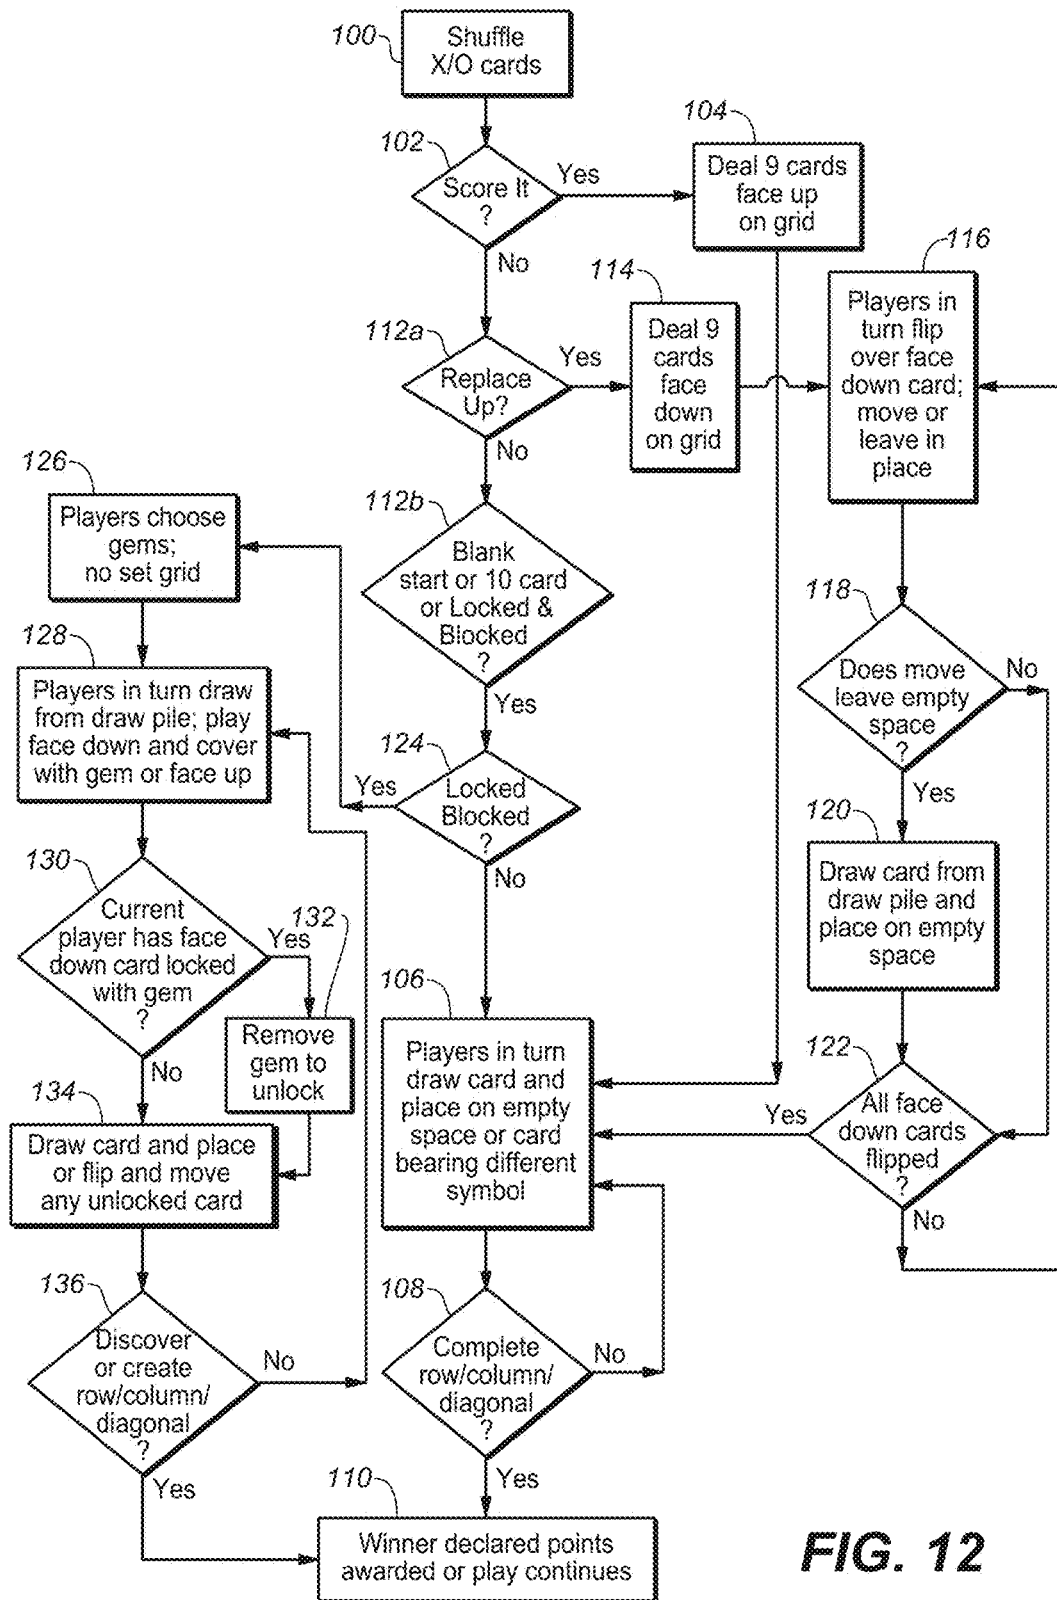 100
Shuffle
X/O cards
102
Score It
?
Yes
No
104
Deal 9 cards
face up
on grid
112a
Replace
Up?
Yes
No
114
Deal 9
cards
face
down
on grid
116
Players in
turn flip
over face
down card;
move or
leave in
place
112b
Blank
start or 10 card
or Locked &
Blocked
?
Yes
118
Does move
leave empty
space
?
No
Yes
120
Draw card from
draw pile and
place on empty
space
122
All face
down cards
flipped
?
Yes
No
124
Locked
Blocked
?
Yes
No
126
Players choose
gems;
no set grid
128
Players in turn draw
from draw pile; play
face down and cover
with gem or face up
130
Current
player has face
down card locked
with gem
?
Yes
No
132
Remove
gem to
unlock
134
Draw card and place
or flip and move
any unlocked card
136
Discover
or create
row/column/
diagonal
?
No
Yes
106
Players in turn
draw card and
place on empty
space or card
bearing different
symbol
108
Complete
row/column/
diagonal
?
No
Yes
110
Winner declared points
awarded or play continues
FIG. 12